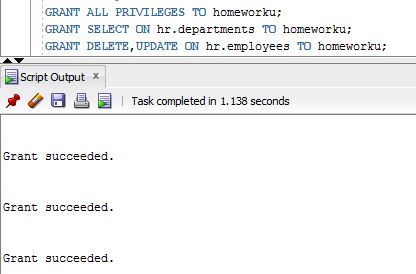 GRANT ALL PRIVILEGES TO homeworku;
GRANT SELECT ON hr.departments TO homeworku;
GRANT DELETE,UPDATE ON hr.employees TO homeworku;
Script Output x
Task completed in 1.138 seconds
Grant succeeded.
Grant succeeded.
Grant succeeded.